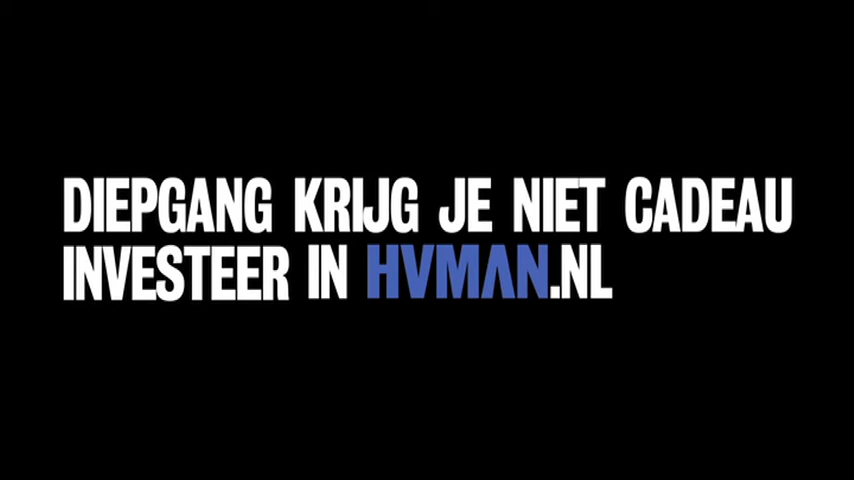 DIEPGANG KRIJG JE NIET CADEAU
INVESTEER IN HVMAN.NL